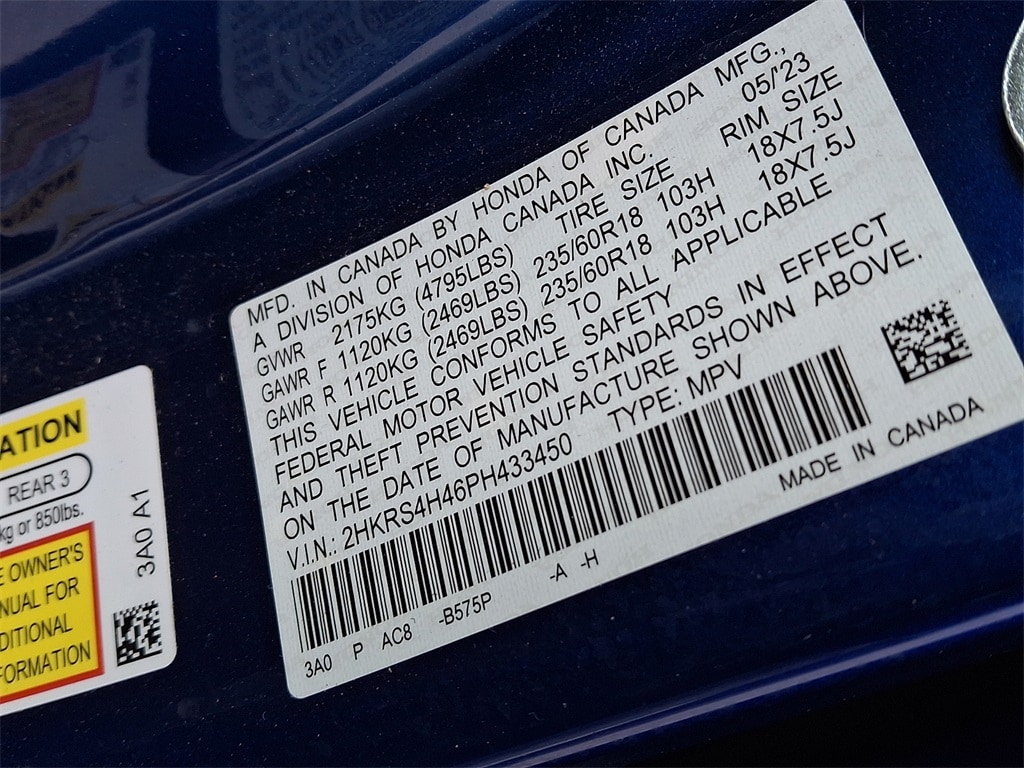 MFD. IN CANADA BY HONDA OF CANADA MFG.,
A DIVISION OF HONDA CANADA INC. 05/'23
GVWR 2175KG (4795LBS) TIRE SIZE RIM SIZE
GAWR F 1120KG (2469LBS) 235/60R18 103H 18X7.5J
GAWR R 1120KG (2469LBS) 235/60R18 103H 18X7.5J
THIS VEHICLE CONFORMS TO ALL APPLICABLE
FEDERAL MOTOR VEHICLE SAFETY
AND THEFT PREVENTION STANDARDS IN EFFECT
ON THE DATE OF MANUFACTURE SHOWN ABOVE.
V.I.N.: 2HKRS4H46PH433450 TYPE: MPV
MADE IN CANADA
3A0 P AC8 -B575P -A -H
ATION
REAR 3
kg or 850lbs.
E OWNER'S
NUAL FOR
DITIONAL
FORMATION
3A0 A1